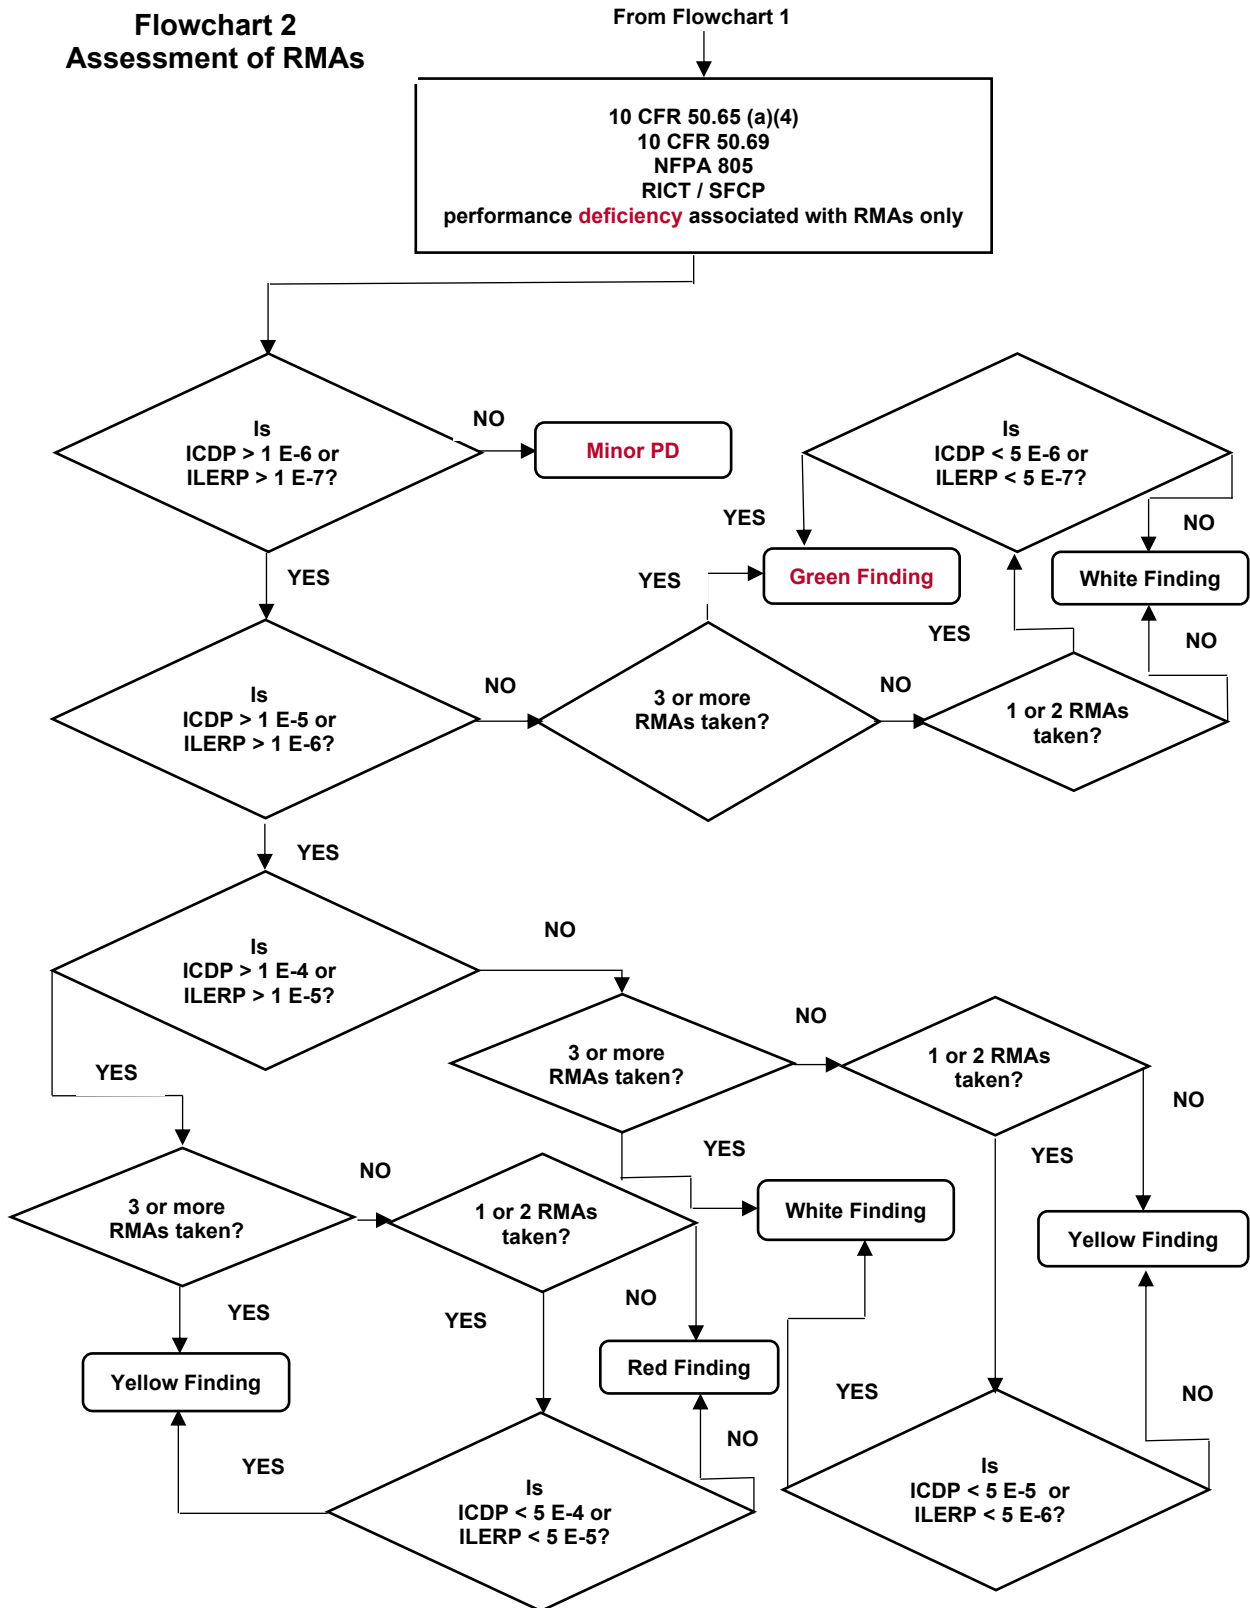 Flowchart 2
Assessment of RMAs
From Flowchart 1
10 CFR 50.65 (a)(4)
10 CFR 50.69
NFPA 805
RICT / SFCP
performance deficiency associated with RMAs only
Is
ICDP > 1 E-6 or
ILERP > 1 E-7?
NO
Minor PD
YES
Is
ICDP < 5 E-6 or
ILERP < 5 E-7?
YES
NO
Green Finding
White Finding
YES
YES
NO
Is
ICDP > 1 E-5 or
ILERP > 1 E-6?
NO
3 or more
RMAs taken?
NO
1 or 2 RMAs
taken?
YES
Is
ICDP > 1 E-4 or
ILERP > 1 E-5?
NO
3 or more
RMAs taken?
NO
1 or 2 RMAs
taken?
NO
YES
YES
YES
3 or more
RMAs taken?
NO
1 or 2 RMAs
taken?
White Finding
Yellow Finding
YES
YES
NO
Yellow Finding
Red Finding
YES
NO
YES
NO
Is
ICDP < 5 E-4 or
ILERP < 5 E-5?
Is
ICDP < 5 E-5 or
ILERP < 5 E-6?